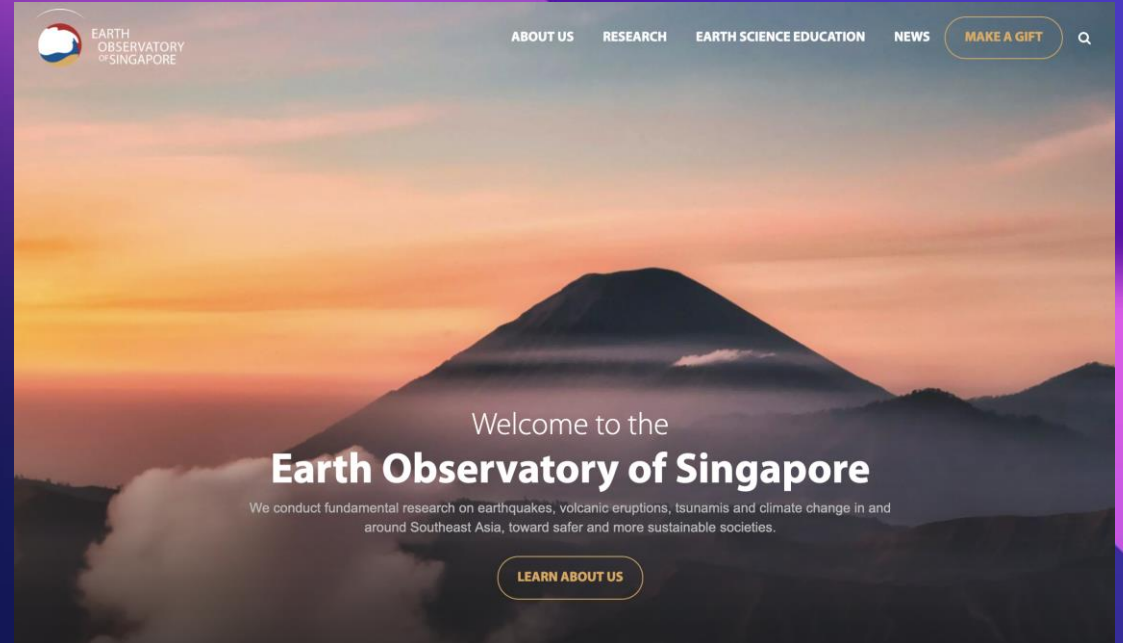 EARTH
OBSERVATORY
OF SINGAPORE
ABOUT US
RESEARCH
EARTH SCIENCE EDUCATION
NEWS
MAKE A GIFT
Welcome to the
Earth Observatory of Singapore
We conduct fundamental research on earthquakes, volcanic eruptions, tsunamis and climate change in and
around Southeast Asia, toward safer and more sustainable societies.
LEARN ABOUT US